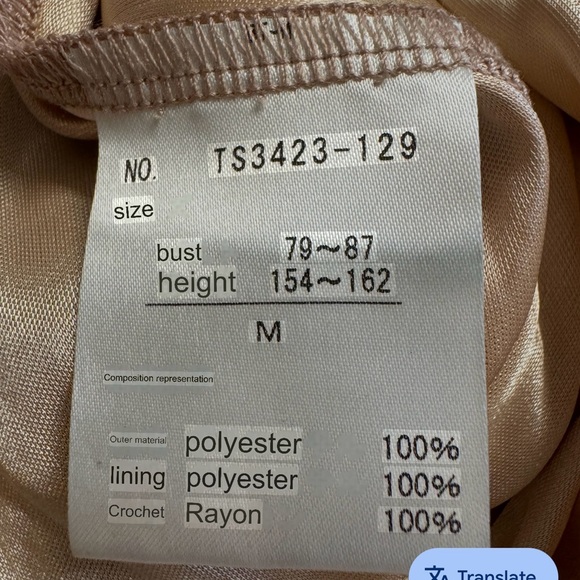 NO. TS3423-129
size
bust 79~87
height 154~162
M
Composition representation
Outer material polyester 100%
lining polyester 100%
Crochet Rayon 100%
Translate